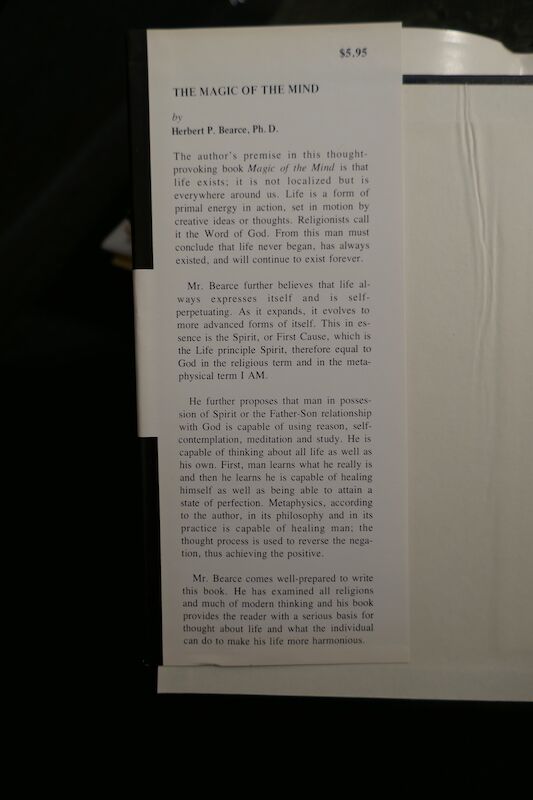 $5.95
THE MAGIC OF THE MIND
by
Herbert P. Bearce, Ph. D.
The author's premise in this thought-
provoking book Magic of the Mind is that
life exists; it is not localized but is
everywhere around us. Life is a form of
primal energy in action, set in motion by
creative ideas or thoughts. Religionists call
it the Word of God. From this man must
conclude that life never began, has always
existed, and will continue to exist forever.
Mr. Bearce further believes that life al-
ways expresses itself and is self-
perpetuating. As it expands, it evolves to
more advanced forms of itself. This in es-
sence is the Spirit, or First Cause, which is
the Life principle Spirit, therefore equal to
God in the religious term and in the meta-
physical term I AM.
He further proposes that man in posses-
sion of Spirit or the Father-Son relationship
with God is capable of using reason, self-
contemplation, meditation and study. He is
capable of thinking about all life as well as
his own. First, man learns what he really is
and then he learns he is capable of healing
himself as well as being able to attain a
state of perfection. Metaphysics, according
to the author, in its philosophy and in its
practice is capable of healing man; the
thought process is used to reverse the nega-
tion, thus achieving the positive.
Mr. Bearce comes well-prepared to write
this book. He has examined all religions
and much of modern thinking and his book
provides the reader with a serious basis for
thought about life and what the individual
can do to make his life more harmonious.